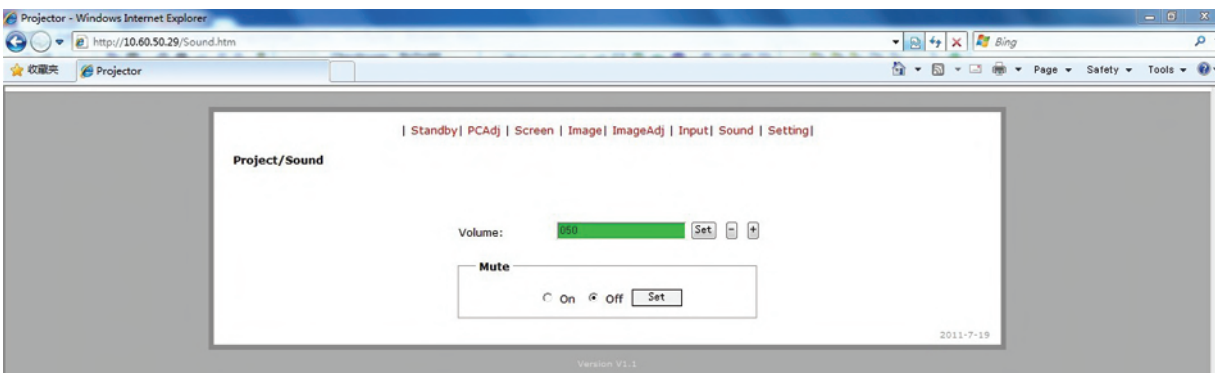 Projector - Windows Internet Explorer
http://10.60.50.29/Sound.htm
Bing
收藏夹
Projector
Page
Safety
Tools
| Standby| PCAdj | Screen | Image| ImageAdj | Input| Sound | Setting|
Project/Sound
Volume: 050 Set - +
Mute
On Off Set
2011-7-19
Version V1.1